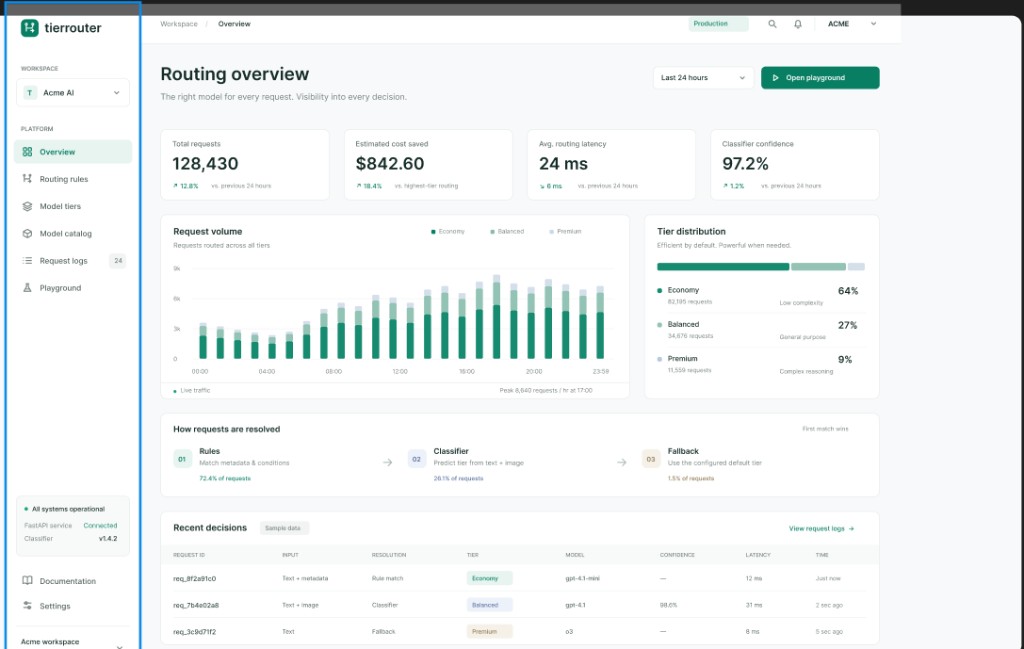 tierrouter
Workspace / Overview
Production
ACME
WORKSPACE
T Acme AI
PLATFORM
Overview
Routing rules
Model tiers
Model catalog
Request logs 24
Playground
All systems operational
FastAPI service Connected
Classifier v1.4.2
Documentation
Settings
Acme workspace
Routing overview
The right model for every request. Visibility into every decision.
Last 24 hours
Open playground
Total requests
128,430
12.8% vs. previous 24 hours
Estimated cost saved
$842.60
18.4% vs. highest-tier routing
Avg. routing latency
24 ms
6 ms vs. previous 24 hours
Classifier confidence
97.2%
1.2% vs. previous 24 hours
Request volume
Economy Balanced Premium
Requests routed across all tiers
9k
6k
3k
0
00:00 04:00 08:00 12:00 16:00 20:00 23:59
Live traffic
Peak 8,640 requests / hr at 17:00
Tier distribution
Efficient by default. Powerful when needed.
Economy 64%
82,195 requests Low complexity
Balanced 27%
34,676 requests General purpose
Premium 9%
11,559 requests Complex reasoning
How requests are resolved
First match wins
01 Rules
Match metadata & conditions
72.4% of requests
02 Classifier
Predict tier from text + image
26.1% of requests
03 Fallback
Use the configured default tier
1.5% of requests
Recent decisions Sample data
View request logs →
REQUEST ID INPUT RESOLUTION TIER MODEL CONFIDENCE LATENCY TIME
req_8f2a91c0 Text + metadata Rule match Economy gpt-4.1-mini — 12 ms Just now
req_7b4e02a8 Text + image Classifier Balanced gpt-4.1 98.6% 31 ms 2 sec ago
req_3c9d71f2 Text Fallback Premium o3 — 8 ms 5 sec ago